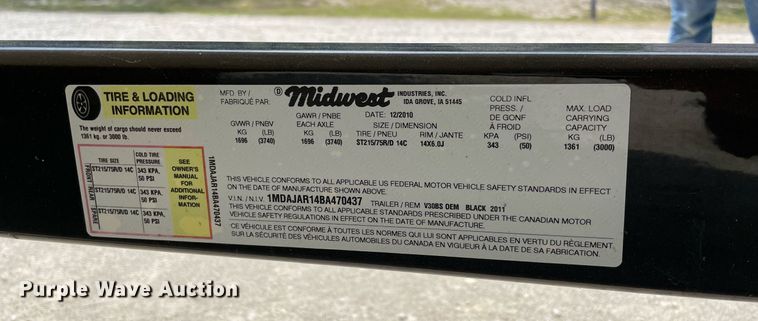 TIRE & LOADING
INFORMATION
The weight of cargo should never exceed
1361 kg. or 3000 lb.
TIRE SIZE COLD TIRE PRESSURE
FRONT ST215/75R/D 14C 343 KPA, 50 PSI
REAR ST215/75R/D 14C 343 KPA, 50 PSI
SPARE ST215/75R/D 14C 343 KPA, 50 PSI
SEE
OWNER'S
MANUAL
FOR
ADDITIONAL
INFOR-
MATION
1MDAJAR14BA470437
MFD. BY /
FABRIQUÉ PAR:
Midwest INDUSTRIES, INC.
IDA GROVE, IA 51445
GVWR / PNBV
KG (LB)
1696 (3740)
GAWR / PNBE
EACH AXLE
KG (LB)
1696 (3740)
DATE: 12/2010
SIZE / DIMENSION
TIRE / PNEU RIM / JANTE
ST215/75R/D 14C 14X6.0J
COLD INFL
PRESS. /
DE GONF
À FROID
KPA (PSI)
343 (50)
MAX. LOAD
CARRYING
CAPACITY
KG (LB)
1361 (3000)
THIS VEHICLE CONFORMS TO ALL APPLICABLE US FEDERAL MOTOR VEHICLE SAFETY STANDARDS IN EFFECT
ON THE DATE OF MANUFACTURE SHOWN ABOVE.
V.I.N. / N.I.V. 1MDAJAR14BA470437 TRAILER / REM V30BS OEM BLACK 2011
THIS VEHICLE CONFORMS TO ALL APPLICABLE STANDARDS PRESCRIBED UNDER THE CANADIAN MOTOR
VEHICLE SAFETY REGULATIONS IN EFFECT ON THE DATE OF MANUFACTURE.
CE VÉHICULE EST CONFORME À TOUTES LES NORMES QUI LUI SONT APPLICABLES EN VERTU DU RÈGLEMENT
SUR LA SÉCURITÉ DES VÉHICULES AUTOMOBILES DU CANADA EN VIGUEUR À LA DATE DE SA FABRICATION.
Purple Wave Auction